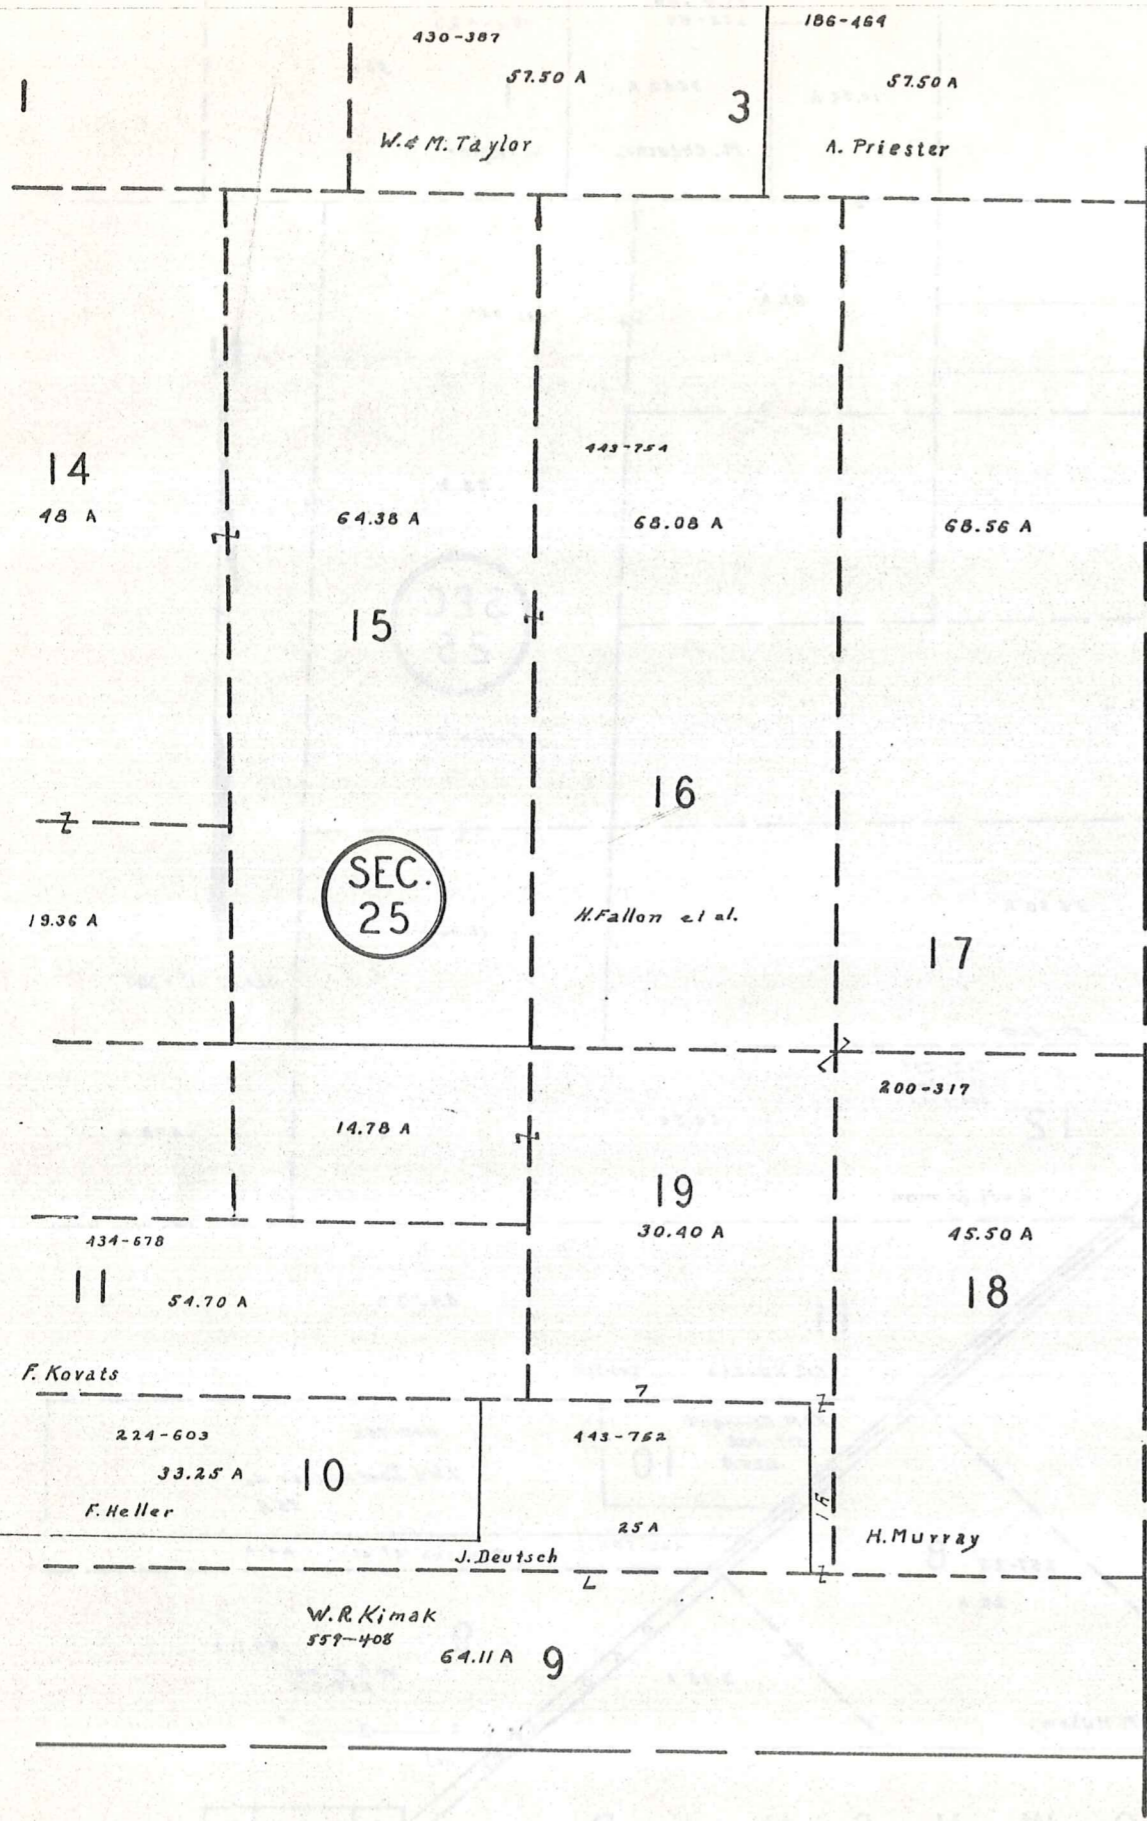 430-387
186-464
57.50 A
57.50 A
1
3
W. & M. Taylor
A. Priester
443-754
14
48 A
64.38 A
68.08 A
68.56 A
15
16
SEC.
25
19.36 A
H. Fallon et al.
17
200-317
14.78 A
19
30.40 A
45.50 A
434-678
11
54.70 A
18
F. Kovats
224-603
443-762
33.25 A
10
F. Heller
25 A
1 A
H. Murray
J. Deutsch
W. R. Kimak
559-408
64.11 A
9